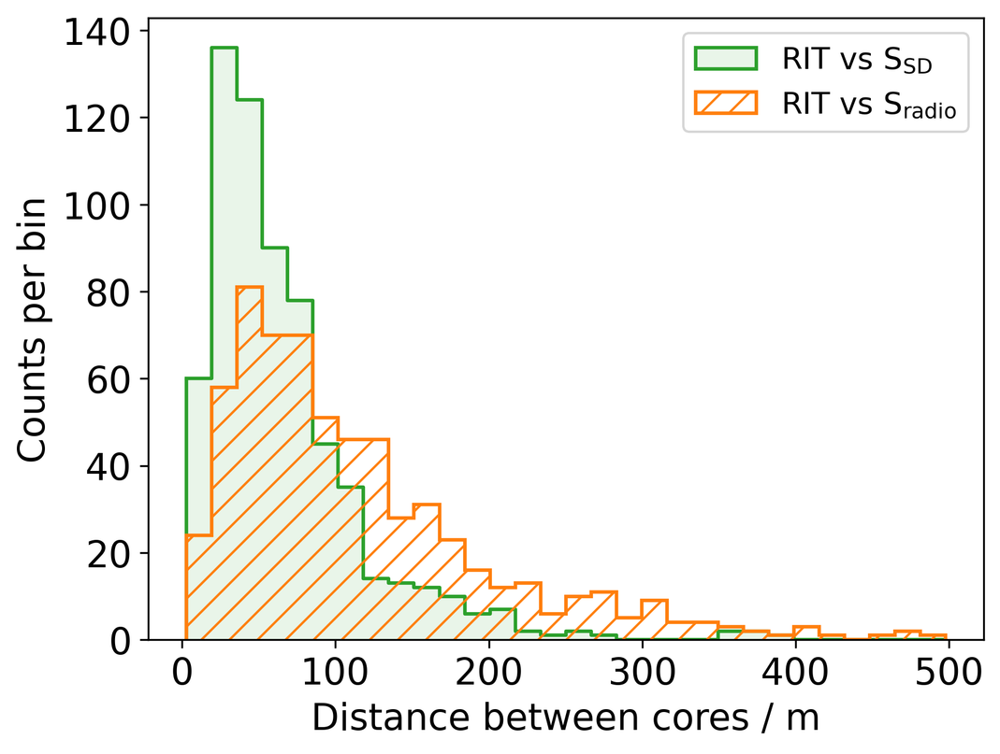 140
120
100
80
60
40
20
0
Counts per bin
RIT vs S_SD
RIT vs S_radio
0 100 200 300 400 500
Distance between cores / m